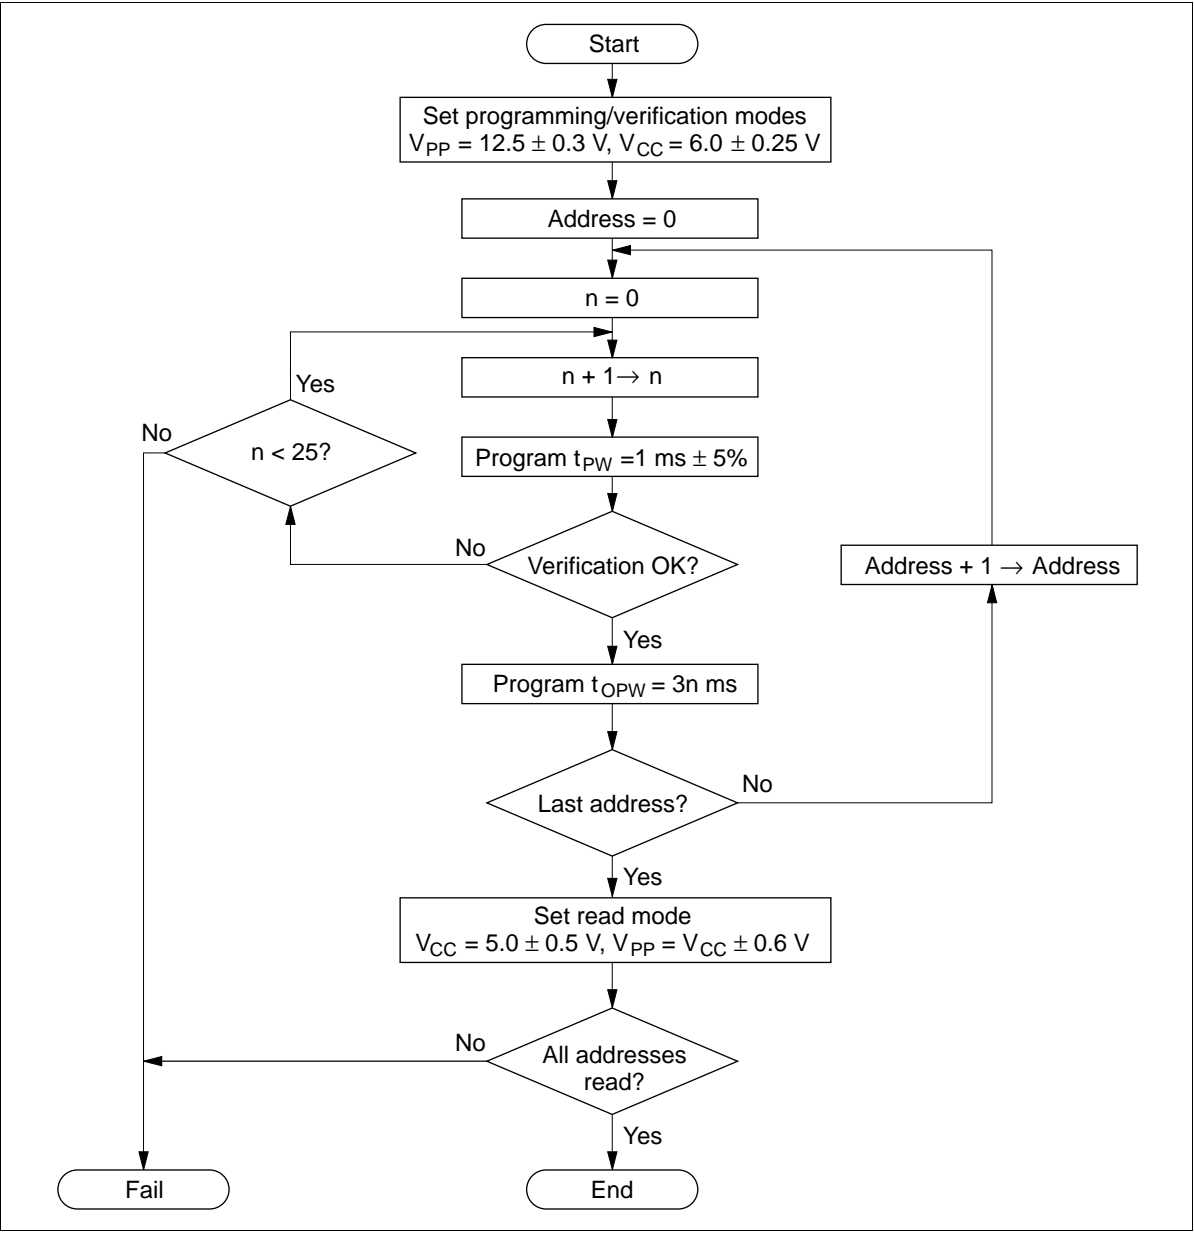 Start
Set programming/verification modes
VPP = 12.5 ± 0.3 V, VCC = 6.0 ± 0.25 V
Address = 0
n = 0
n + 1→ n
Yes
No
n < 25?
Program tPW =1 ms ± 5%
No
Verification OK?
Address + 1 → Address
Yes
Program tOPW = 3n ms
No
Last address?
Yes
Set read mode
VCC = 5.0 ± 0.5 V, VPP = VCC ± 0.6 V
No
All addresses
read?
Yes
Fail
End